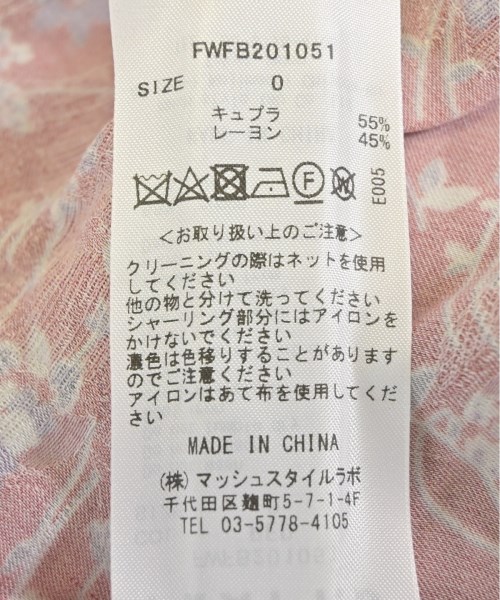 FWFB201051
SIZE 0
キュプラ 55%
レーヨン 45%
F W
E005
＜お取り扱い上のご注意＞
クリーニングの際はネットを使用
してください
他の物と分けて洗ってください
シャーリング部分にはアイロンを
かけないでください
濃色は色移りすることがあります
のでご注意ください
アイロンはあて布を使用してくだ
さい
MADE IN CHINA
(株) マッシュスタイルラボ
千代田区麹町5-7-1-4F
TEL 03-5778-4105